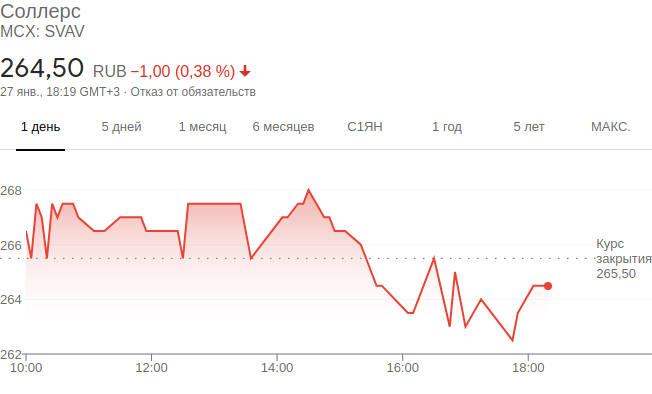 Соллерс
MCX: SVAV
264,50 RUB −1,00 (0,38 %)
27 янв., 18:19 GMT+3 · Отказ от обязательств
1 день 5 дней 1 месяц 6 месяцев С1ЯН 1 год 5 лет МАКС.
268
266
264
262
Курс
закрытия
265,50
10:00 12:00 14:00 16:00 18:00